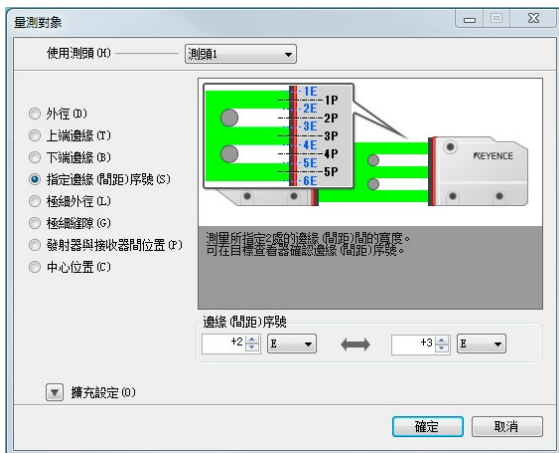 量測對象
使用測頭(H)
測頭1
外徑(D)
上端邊緣(T)
下端邊緣(B)
指定邊緣(間距)序號(S)
極細外徑(L)
極細縫隙(G)
發射器與接收器間位置(P)
中心位置(C)
1E
1P
2E
2P
3E
3P
4E
4P
5E
5P
6E
KEYENCE
測量所指定2處的邊緣(間距)間的寬度。
可在目標查看器確認邊緣(間距)序號。
邊緣(間距)序號
+2 E +3 E
擴充設定(O)
確定 取消